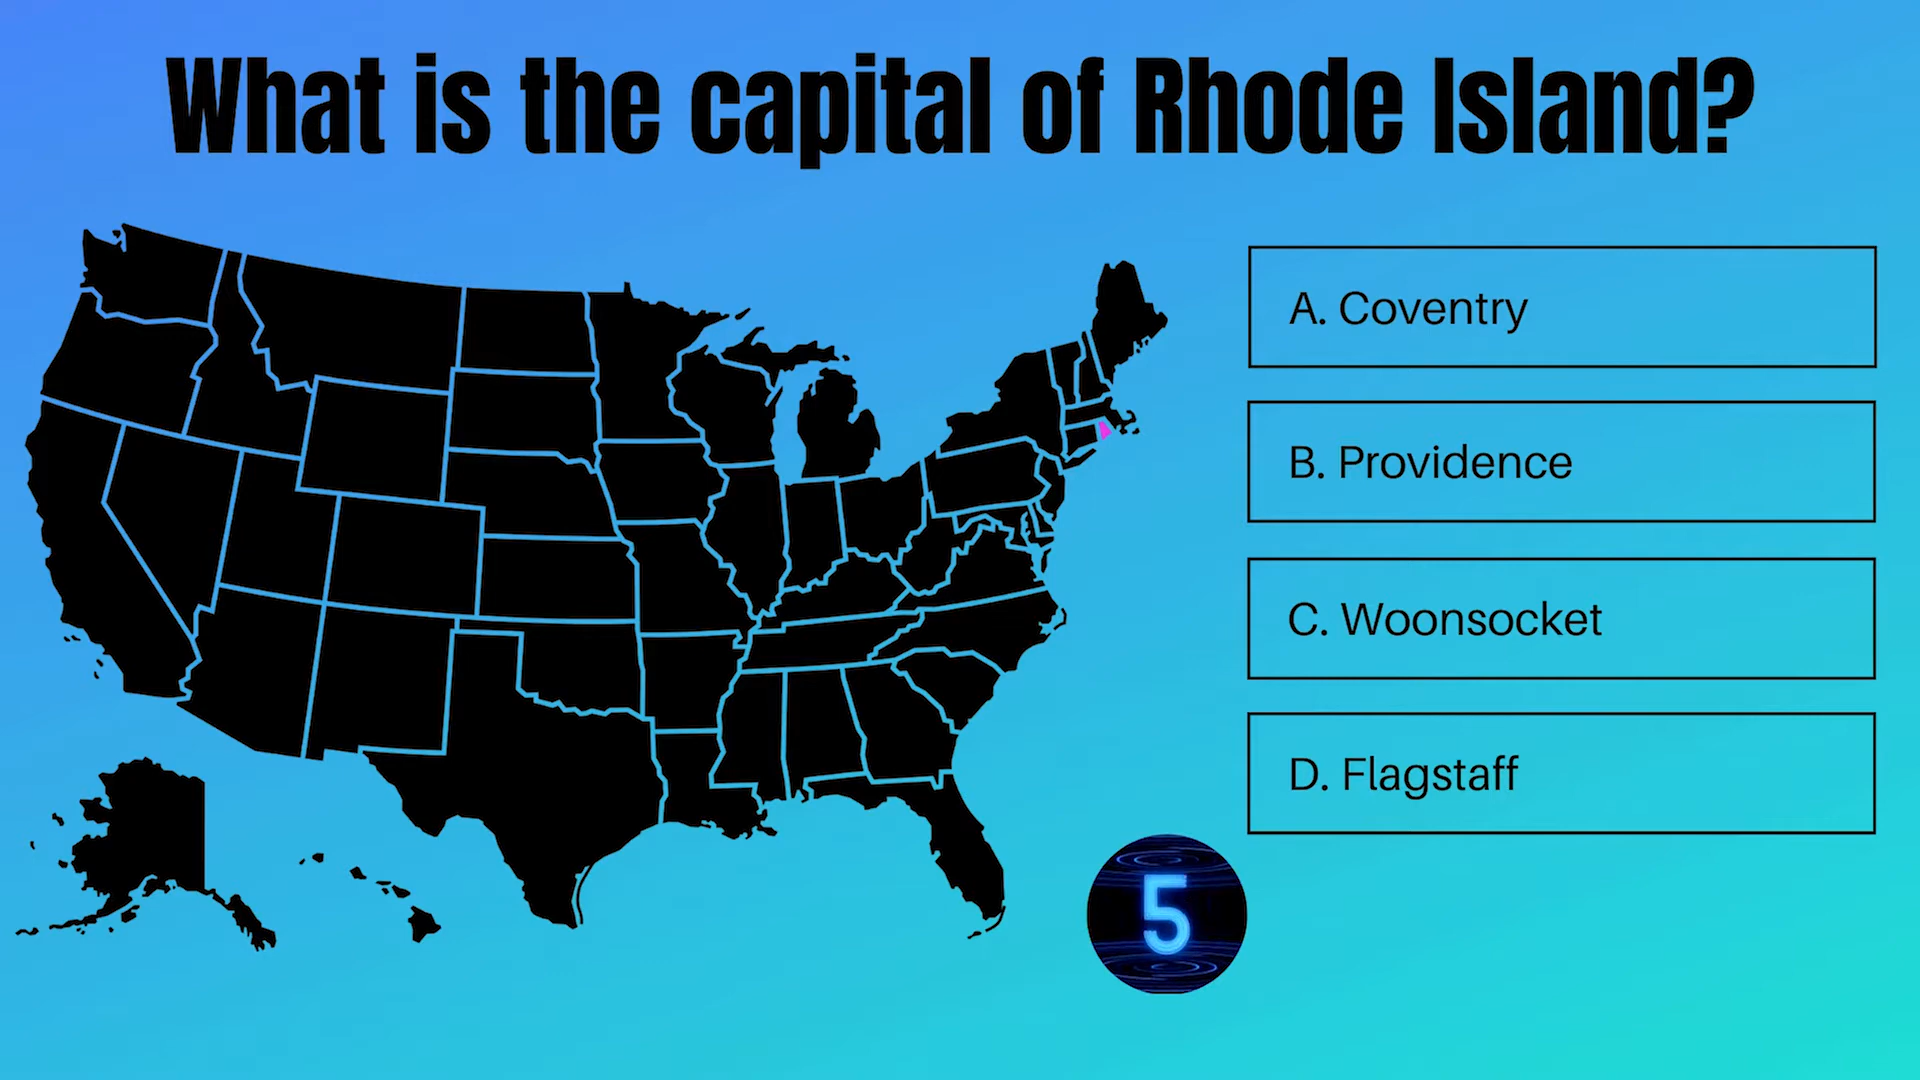 What is the capital of Rhode Island?
A. Coventry
B. Providence
C. Woonsocket
D. Flagstaff
5